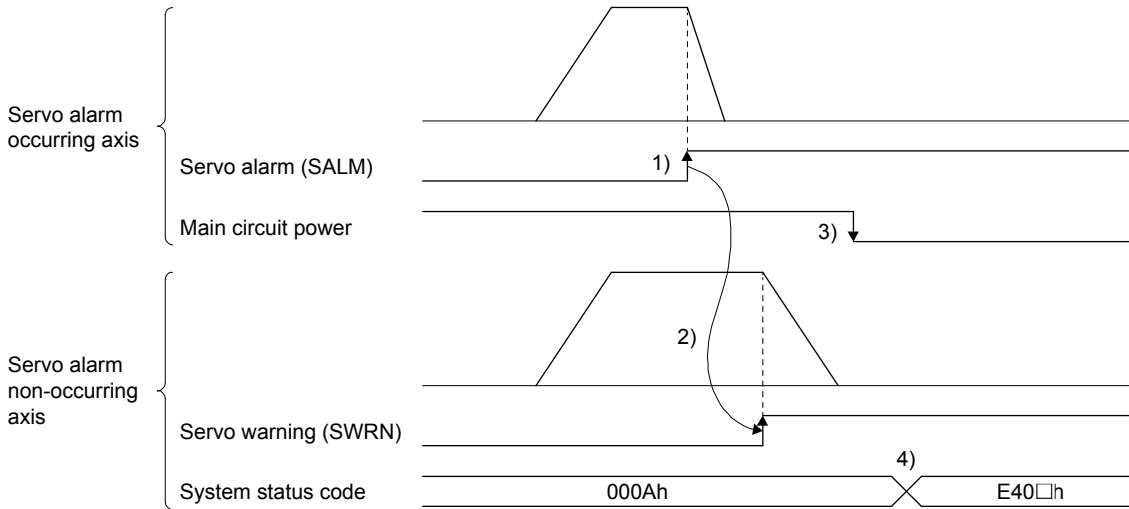 Servo alarm
occurring axis
Servo alarm (SALM)
1)
Main circuit power
3)
2)
Servo alarm
non-occurring
axis
Servo warning (SWRN)
4)
System status code
000Ah
E40□h